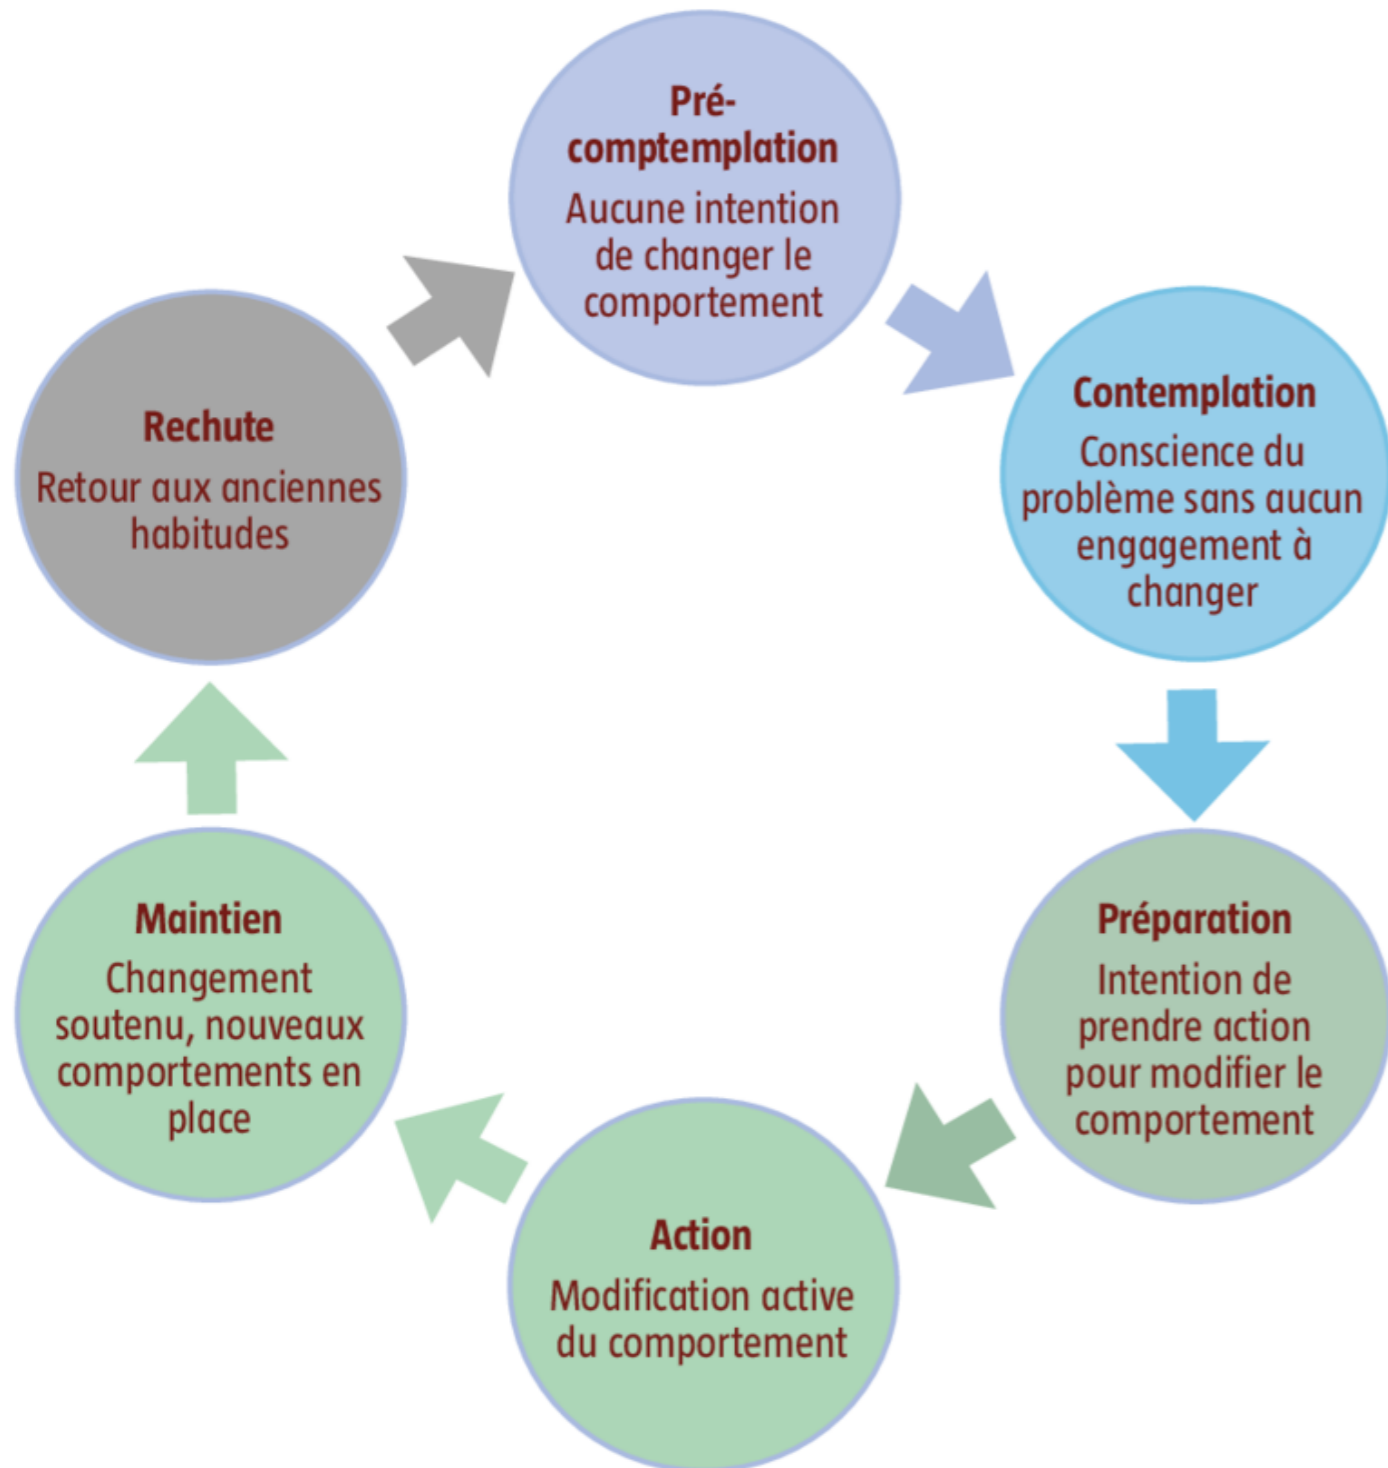 Pré-
comptemplation
Aucune intention
de changer le
comportement
Contemplation
Conscience du
problème sans aucun
engagement à
changer
Préparation
Intention de
prendre action
pour modifier le
comportement
Action
Modification active
du comportement
Maintien
Changement
soutenu, nouveaux
comportements en
place
Rechute
Retour aux anciennes
habitudes